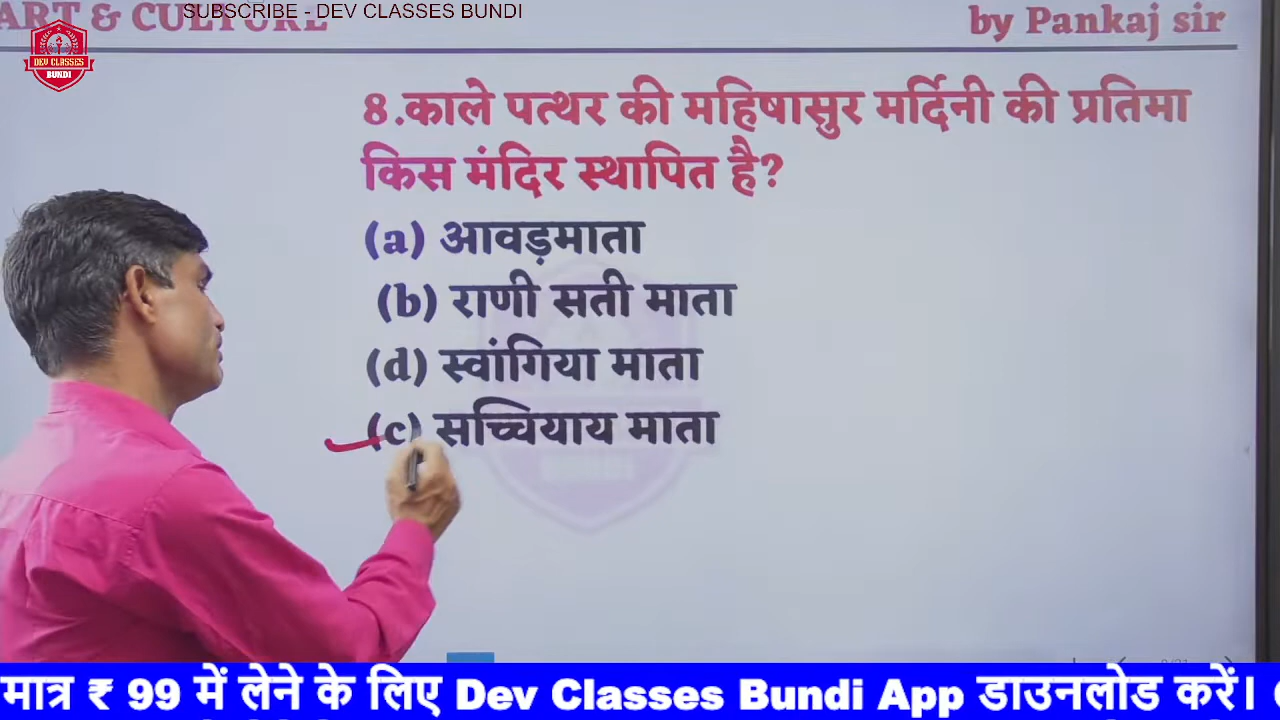 SUBSCRIBE - DEV CLASSES BUNDI
ART & CULTURE
by Pankaj sir
DEV CLASSES
BUNDI
8.काले पत्थर की महिषासुर मर्दिनी की प्रतिमा
किस मंदिर स्थापित है?
(a) आवड़माता
(b) राणी सती माता
(d) स्वांगिया माता
(c) सच्चियाय माता
BUNDI
मात्र ₹ 99 में लेने के लिए Dev Classes Bundi App डाउनलोड करें।